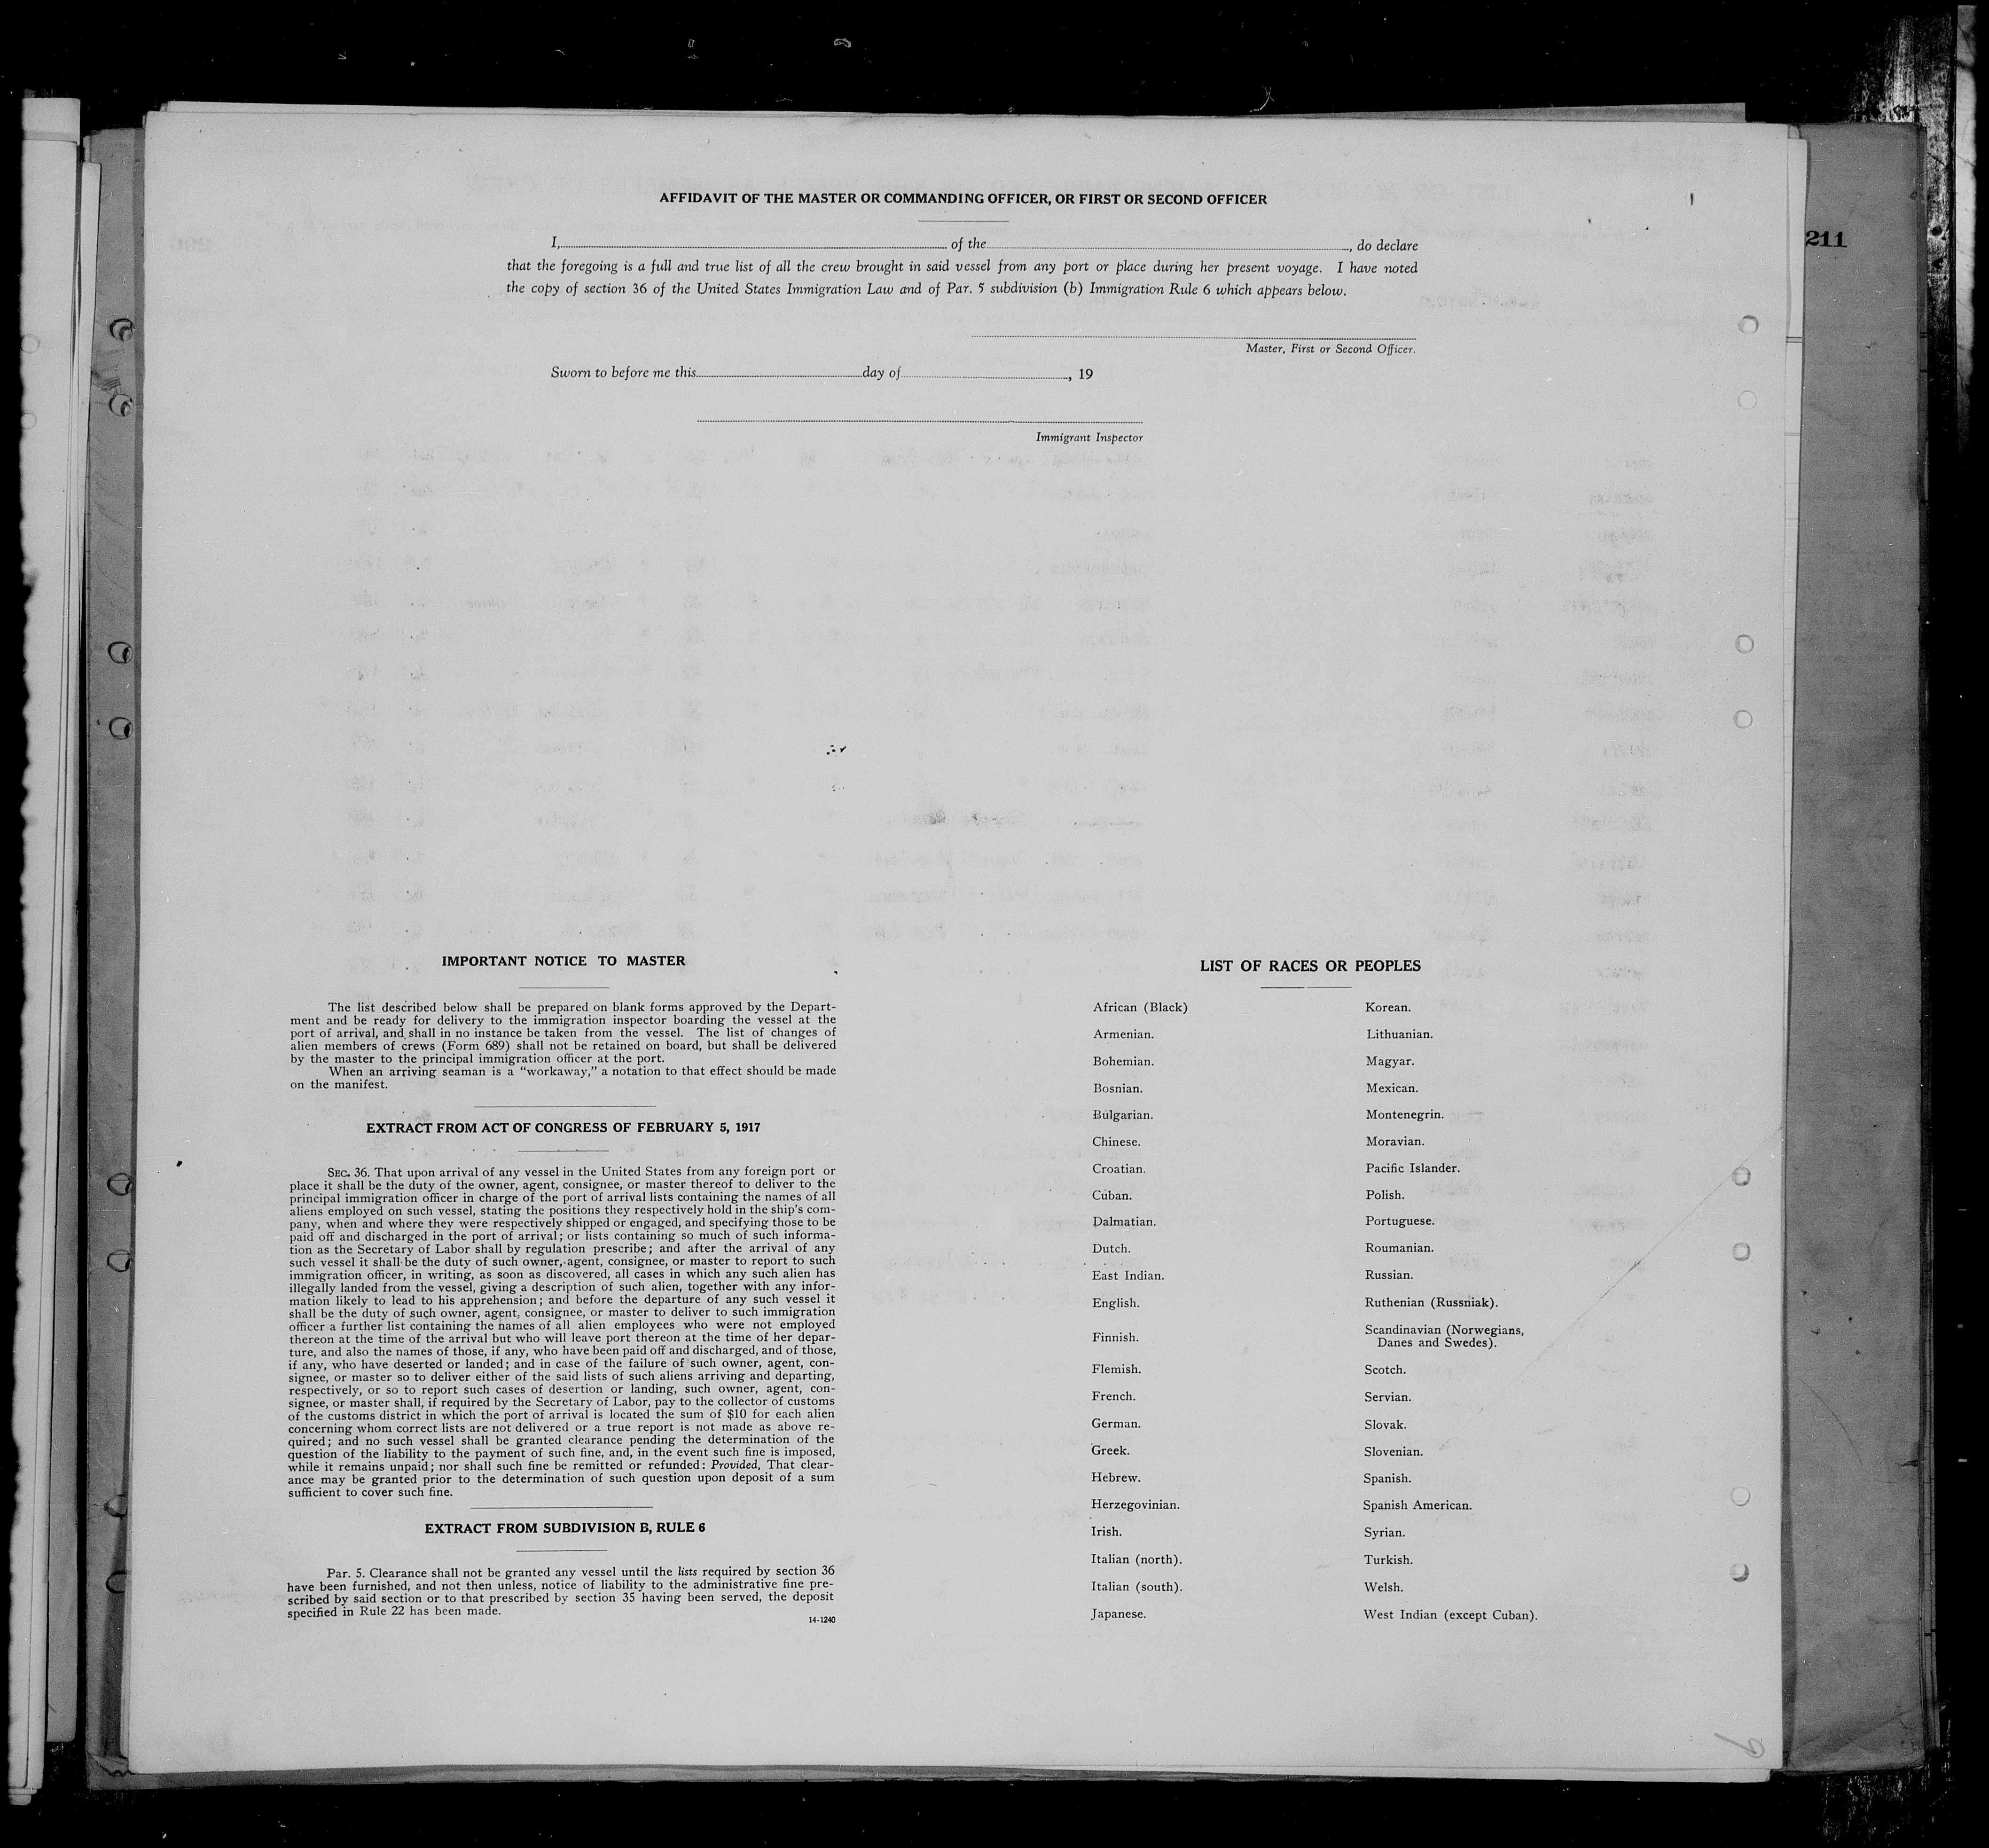 AFFIDAVIT OF THE MASTER OR COMMANDING OFFICER, OR FIRST OR SECOND OFFICER
I, of the , do declare
that the foregoing is a full and true list of all the crew brought in said vessel from any port or place during her present voyage. I have noted
the copy of section 36 of the United States Immigration Law and of Par. 5 subdivision (b) Immigration Rule 6 which appears below.
Master, First or Second Officer.
Sworn to before me this day of , 19
Immigrant Inspector
211
IMPORTANT NOTICE TO MASTER
The list described below shall be prepared on blank forms approved by the Depart-
ment and be ready for delivery to the immigration inspector boarding the vessel at the
port of arrival, and shall in no instance be taken from the vessel. The list of changes of
alien members of crews (Form 689) shall not be retained on board, but shall be delivered
by the master to the principal immigration officer at the port.
When an arriving seaman is a "workaway," a notation to that effect should be made
on the manifest.
EXTRACT FROM ACT OF CONGRESS OF FEBRUARY 5, 1917
SEC. 36. That upon arrival of any vessel in the United States from any foreign port or
place it shall be the duty of the owner, agent, consignee, or master thereof to deliver to the
principal immigration officer in charge of the port of arrival lists containing the names of all
aliens employed on such vessel, stating the positions they respectively hold in the ship's com-
pany, when and where they were respectively shipped or engaged, and specifying those to be
paid off and discharged in the port of arrival; or lists containing so much of such informa-
tion as the Secretary of Labor shall by regulation prescribe; and after the arrival of any
such vessel it shall be the duty of such owner, agent, consignee, or master to report to such
immigration officer, in writing, as soon as discovered, all cases in which any such alien has
illegally landed from the vessel, giving a description of such alien, together with any infor-
mation likely to lead to his apprehension; and before the departure of any such vessel it
shall be the duty of such owner, agent, consignee, or master to deliver to such immigration
officer a further list containing the names of all alien employees who were not employed
thereon at the time of the arrival but who will leave port thereon at the time of her depar-
ture, and also the names of those, if any, who have been paid off and discharged, and of those,
if any, who have deserted or landed; and in case of the failure of such owner, agent, con-
signee, or master so to deliver either of the said lists of such aliens arriving and departing,
respectively, or so to report such cases of desertion or landing, such owner, agent, con-
signee, or master shall, if required by the Secretary of Labor, pay to the collector of customs
of the customs district in which the port of arrival is located the sum of $10 for each alien
concerning whom correct lists are not delivered or a true report is not made as above re-
quired; and no such vessel shall be granted clearance pending the determination of the
question of the liability to the payment of such fine, and, in the event such fine is imposed,
while it remains unpaid; nor shall such fine be remitted or refunded: Provided, That clear-
ance may be granted prior to the determination of such question upon deposit of a sum
sufficient to cover such fine.
EXTRACT FROM SUBDIVISION B, RULE 6
Par. 5. Clearance shall not be granted any vessel until the lists required by section 36
have been furnished, and not then unless, notice of liability to the administrative fine pre-
scribed by said section or to that prescribed by section 35 having been served, the deposit
specified in Rule 22 has been made.
14-1240
LIST OF RACES OR PEOPLES
African (Black)
Armenian.
Bohemian.
Bosnian.
Bulgarian.
Chinese.
Croatian.
Cuban.
Dalmatian.
Dutch.
East Indian.
English.
Finnish.
Flemish.
French.
German.
Greek.
Hebrew.
Herzegovinian.
Irish.
Italian (north).
Italian (south).
Japanese.
Korean.
Lithuanian.
Magyar.
Mexican.
Montenegrin.
Moravian.
Pacific Islander.
Polish.
Portuguese.
Roumanian.
Russian.
Ruthenian (Russniak).
Scandinavian (Norwegians,
Danes and Swedes).
Scotch.
Servian.
Slovak.
Slovenian.
Spanish.
Spanish American.
Syrian.
Turkish.
Welsh.
West Indian (except Cuban).